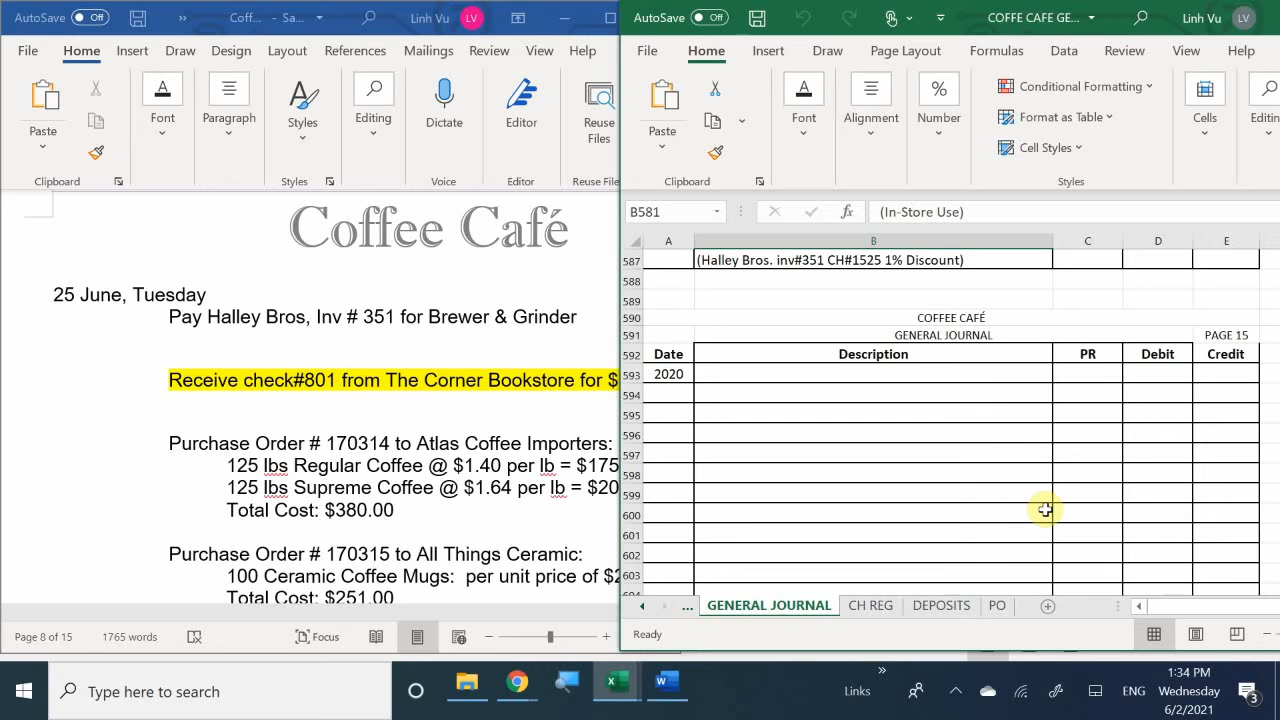 AutoSave Off Coff... - Sa... Linh Vu LV
File Home Insert Draw Design Layout References Mailings Review View Help
Paste Font Paragraph Styles Editing Dictate Editor Reuse Files
Clipboard Styles Voice Editor Reuse File
Coffee Café
25 June, Tuesday
Pay Halley Bros, Inv # 351 for Brewer & Grinder
Receive check#801 from The Corner Bookstore for $
Purchase Order # 170314 to Atlas Coffee Importers:
125 lbs Regular Coffee @ $1.40 per lb = $175
125 lbs Supreme Coffee @ $1.64 per lb = $20
Total Cost: $380.00
Purchase Order # 170315 to All Things Ceramic:
100 Ceramic Coffee Mugs: per unit price of $2
Total Cost: $251.00
Page 8 of 15 1765 words Focus
AutoSave Off COFFE CAFE GE... Linh Vu LV
File Home Insert Draw Page Layout Formulas Data Review View Help
Paste Font Alignment Number Conditional Formatting Cells Editin
Format as Table
Cell Styles
Clipboard Styles
B581 fx (In-Store Use)
A B C D E
587 (Halley Bros. inv#351 CH#1525 1% Discount)
588
589
590 COFFEE CAFÉ
591 GENERAL JOURNAL PAGE 15
592 Date Description PR Debit Credit
593 2020
594
595
596
597
598
599
600
601
602
603
... GENERAL JOURNAL CH REG DEPOSITS PO
Ready
Type here to search Links ENG 1:34 PM
Wednesday 3
6/2/2021